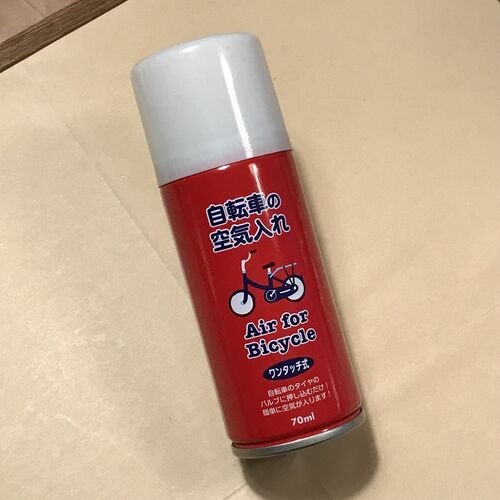 自転車の
空気入れ
Air for
Bicycle
ワンタッチ式
自転車のタイヤの
バルブに押し込むだけ!
簡単に空気が入ります!
70ml